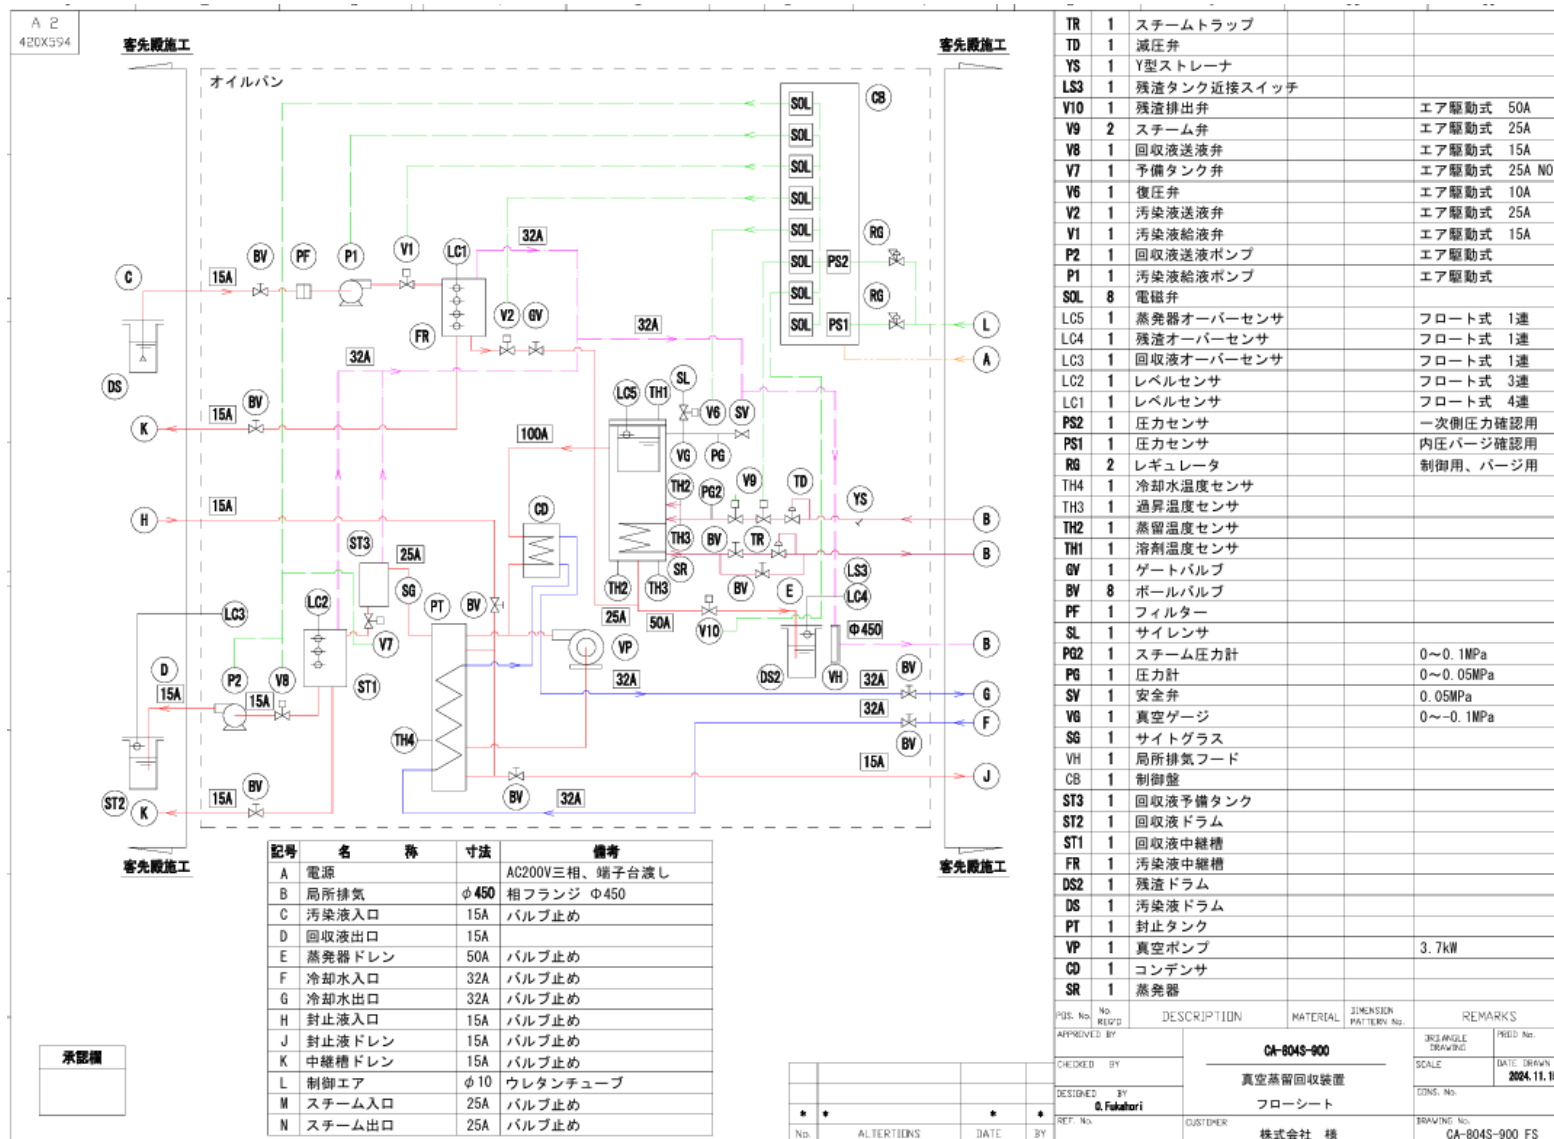 A 2
420X594
客先殿施工
客先殿施工
オイルパン
SOL
CB
SOL
SOL
SOL
SOL
RG
SOL
PS2
SOL
RG
SOL
PS1
L
A
32A
BV
PF
P1
V1
LC1
C
15A
V2
GV
FR
32A
32A
DS
SL
LC5
TH1
V6
SV
K
15A
BV
100A
VG
PG
H
15A
CD
TH2
PG2
V9
TD
YS
B
ST3
25A
TH3
BV
TR
B
SG
SR
LS3
TH2
TH3
BV
E
LC4
LC3
LC2
PT
BV
25A
50A
V10
Φ450
B
V7
VP
D
P2
V8
ST1
DS2
VH
BV
15A
15A
32A
32A
G
32A
F
TH4
BV
15A
J
BV
ST2
K
15A
BV
32A
客先殿施工
客先殿施工
記号 名 称 寸法 備考
A 電源 AC200V三相、端子台渡し
B 局所排気 φ450 相フランジ Φ450
C 汚染液入口 15A バルブ止め
D 回収液出口 15A
E 蒸発器ドレン 50A バルブ止め
F 冷却水入口 32A バルブ止め
G 冷却水出口 32A バルブ止め
H 封止液入口 15A バルブ止め
J 封止液ドレン 15A バルブ止め
K 中継槽ドレン 15A バルブ止め
L 制御エア φ10 ウレタンチューブ
M スチーム入口 25A バルブ止め
N スチーム出口 25A バルブ止め
承認欄
TR 1 スチームトラップ
TD 1 減圧弁
YS 1 Y型ストレーナ
LS3 1 残渣タンク近接スイッチ
V10 1 残渣排出弁 エア駆動式 50A
V9 2 スチーム弁 エア駆動式 25A
V8 1 回収液送液弁 エア駆動式 15A
V7 1 予備タンク弁 エア駆動式 25A NO
V6 1 復圧弁 エア駆動式 10A
V2 1 汚染液送液弁 エア駆動式 25A
V1 1 汚染液給液弁 エア駆動式 15A
P2 1 回収液送液ポンプ エア駆動式
P1 1 汚染液給液ポンプ エア駆動式
SOL 8 電磁弁
LC5 1 蒸発器オーバーセンサ フロート式 1連
LC4 1 残渣オーバーセンサ フロート式 1連
LC3 1 回収液オーバーセンサ フロート式 1連
LC2 1 レベルセンサ フロート式 3連
LC1 1 レベルセンサ フロート式 4連
PS2 1 圧力センサ 一次側圧力確認用
PS1 1 圧力センサ 内圧パージ確認用
RG 2 レギュレータ 制御用、パージ用
TH4 1 冷却水温度センサ
TH3 1 過昇温度センサ
TH2 1 蒸留温度センサ
TH1 1 溶剤温度センサ
GV 1 ゲートバルブ
BV 8 ボールバルブ
PF 1 フィルター
SL 1 サイレンサ
PG2 1 スチーム圧力計 0〜0.1MPa
PG 1 圧力計 0〜0.05MPa
SV 1 安全弁 0.05MPa
VG 1 真空ゲージ 0〜-0.1MPa
SG 1 サイトグラス
VH 1 局所排気フード
CB 1 制御盤
ST3 1 回収液予備タンク
ST2 1 回収液ドラム
ST1 1 回収液中継槽
FR 1 汚染液中継槽
DS2 1 残渣ドラム
DS 1 汚染液ドラム
PT 1 封止タンク
VP 1 真空ポンプ 3.7kW
CD 1 コンデンサ
SR 1 蒸発器
POS. No. No. REQ'D DESCRIPTION MATERIAL DIMENSION PATTERN No. REMARKS
APPROVED BY
CHECKED BY
DESIGNED BY
O.Fukahori
REF. No.
CA-804S-900
真空蒸留回収装置
フローシート
CUSTOMER
株式会社 様
3RD ANGLE DRAWING
PROD No.
SCALE
DATE DRAWN
CONS. No.
DRAWING No.
CA-804S-900 FS
* * * *
No. ALTERTIONS DATE BY